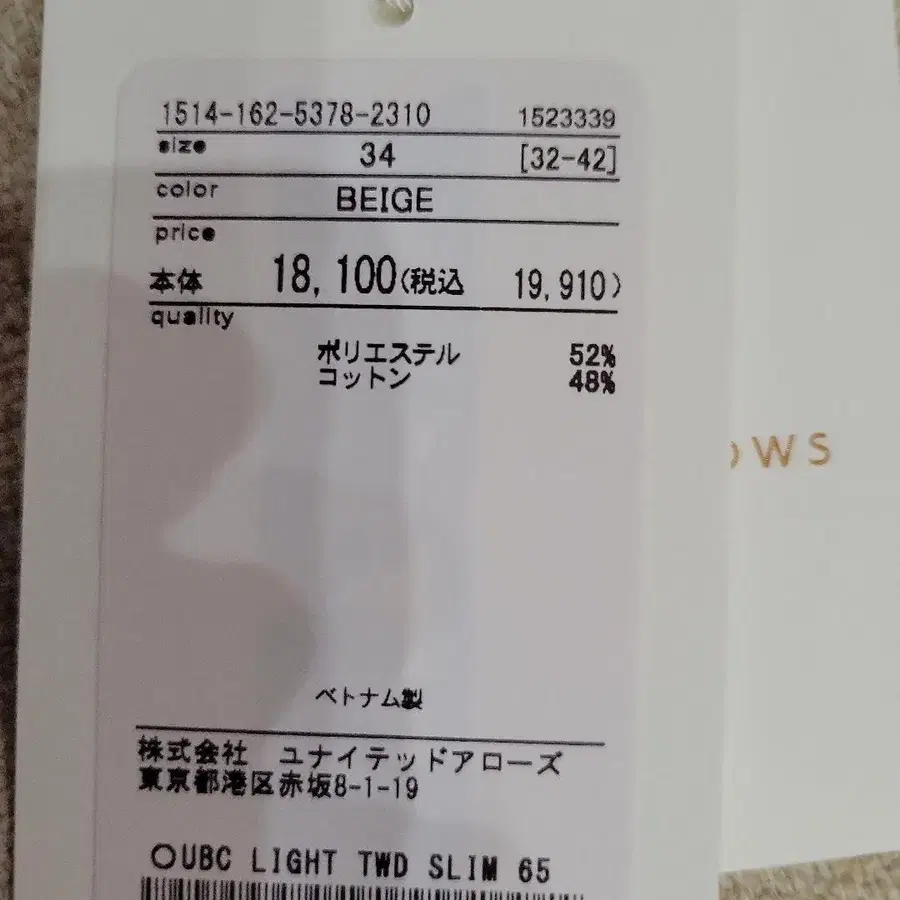 1514-162-5378-2310 1523339
size 34 [32-42]
color BEIGE
price
本体 18,100(税込 19,910)
quality
ポリエステル 52%
コットン 48%
OWS
ベトナム製
株式会社 ユナイテッドアローズ
東京都港区赤坂8-1-19
○UBC LIGHT TWD SLIM 65